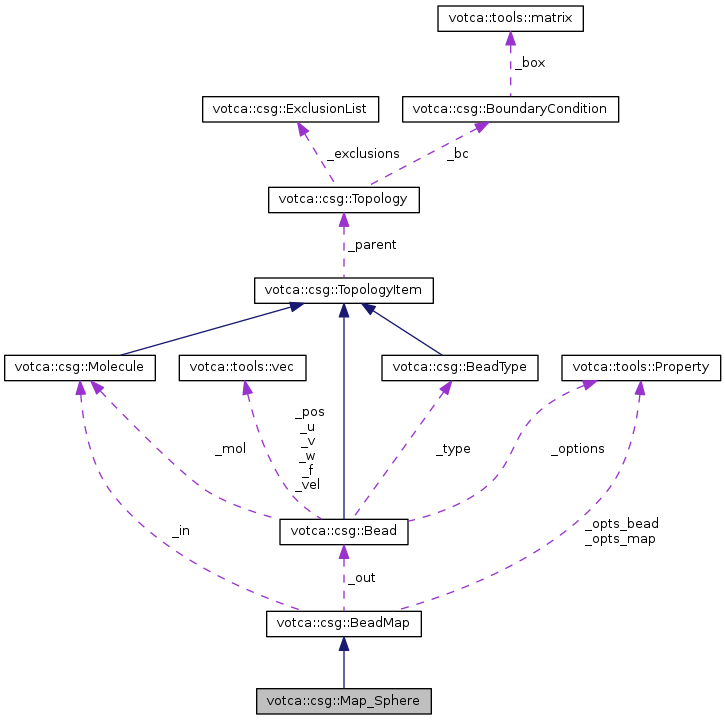 votca::tools::matrix
_box
votca::csg::ExclusionList
votca::csg::BoundaryCondition
_exclusions
_bc
votca::csg::Topology
_parent
votca::csg::TopologyItem
votca::csg::Molecule
votca::tools::vec
votca::csg::BeadType
votca::tools::Property
_pos
_u
_v
_w
_f
_vel
_mol
_type
_options
votca::csg::Bead
_in
_opts_bead
_opts_map
_out
votca::csg::BeadMap
votca::csg::Map_Sphere